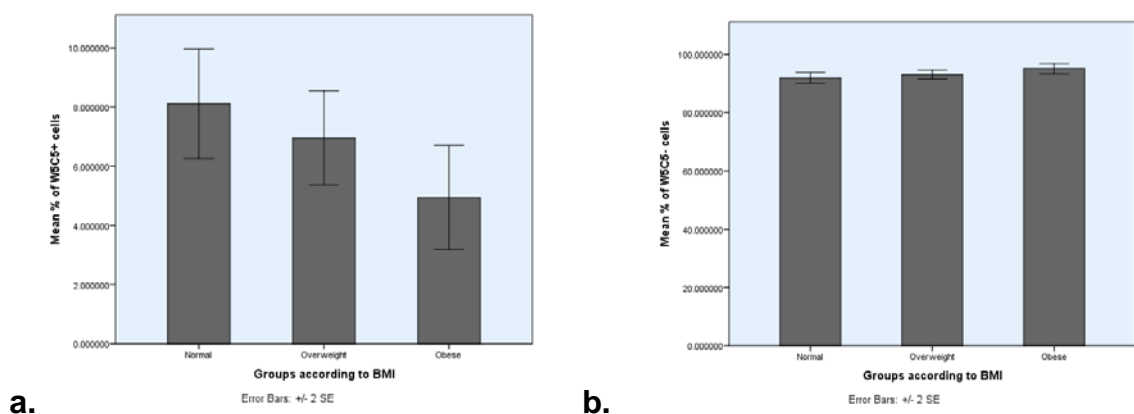 10.000000
8.000000
6.000000
4.000000
2.000000
0.000000
Mean % of W5C5+ cells
Normal Overweight Obese
Groups according to BMI
Error Bars: +/- 2 SE
a.
100.000000
80.000000
60.000000
40.000000
20.000000
0.000000
Mean % of W5C5- cells
Normal Overweight Obese
Groups according to BMI
Error Bars: +/- 2 SE
b.